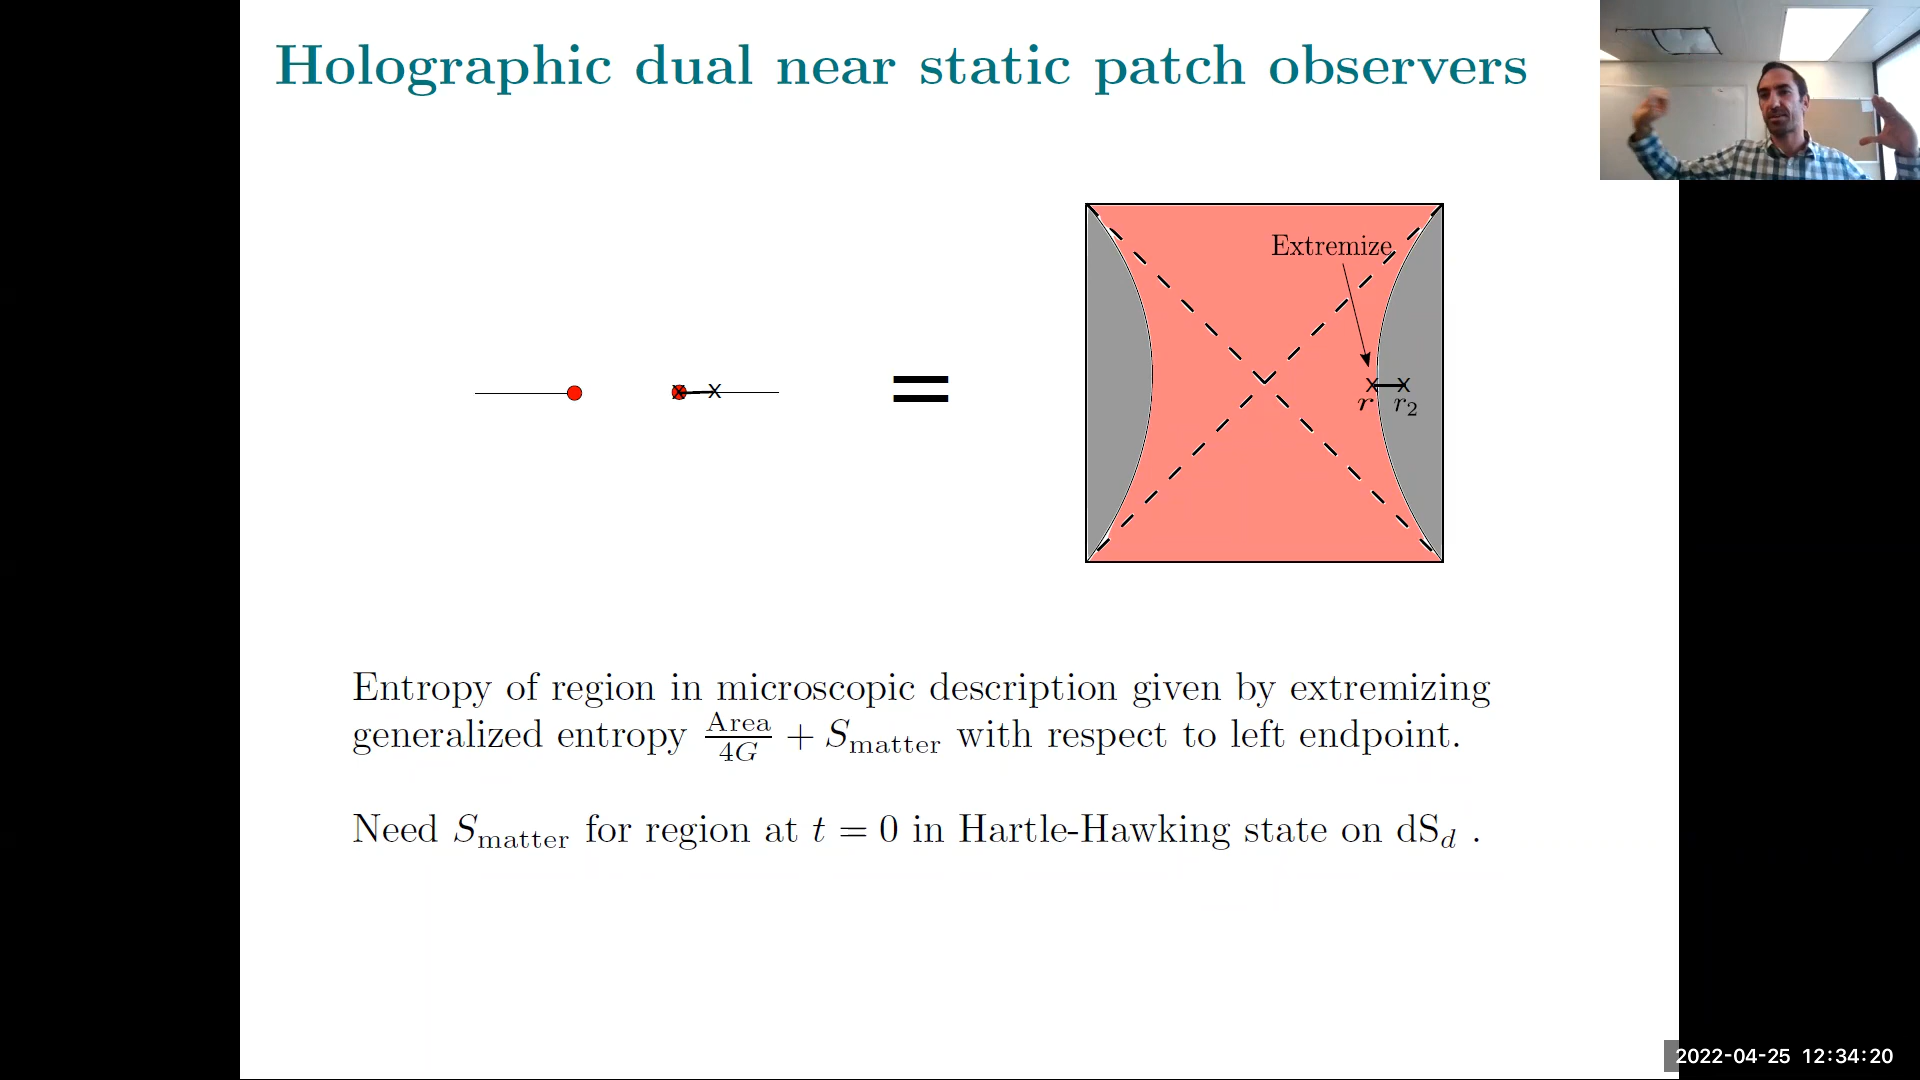 Holographic dual near static patch observers
Extremize
x
x x
=
r r₂
Entropy of region in microscopic description given by extremizing
generalized entropy Area/4G + S_matter with respect to left endpoint.
Need S_matter for region at t = 0 in Hartle-Hawking state on dS_d .
2022-04-25 12:34:20